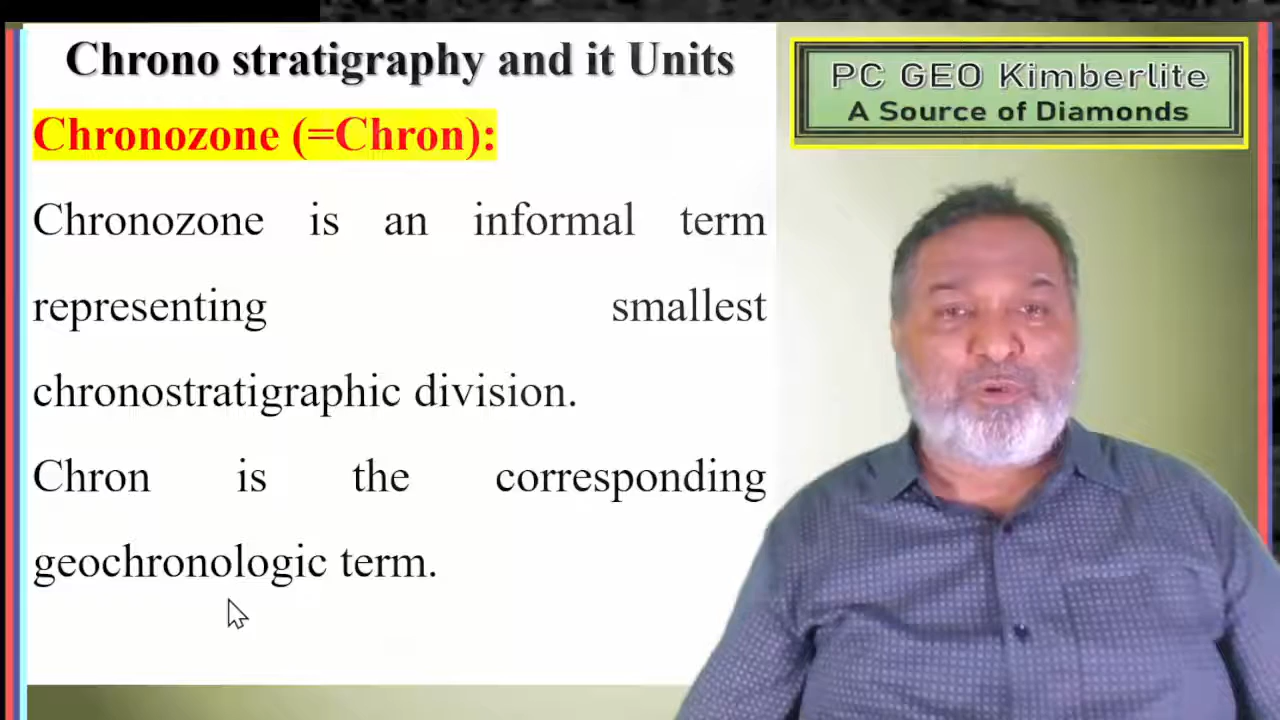 Chrono stratigraphy and it Units
Chronozone (=Chron):
Chronozone is an informal term
representing smallest
chronostratigraphic division.
Chron is the corresponding
geochronologic term.
PC GEO Kimberlite
A Source of Diamonds